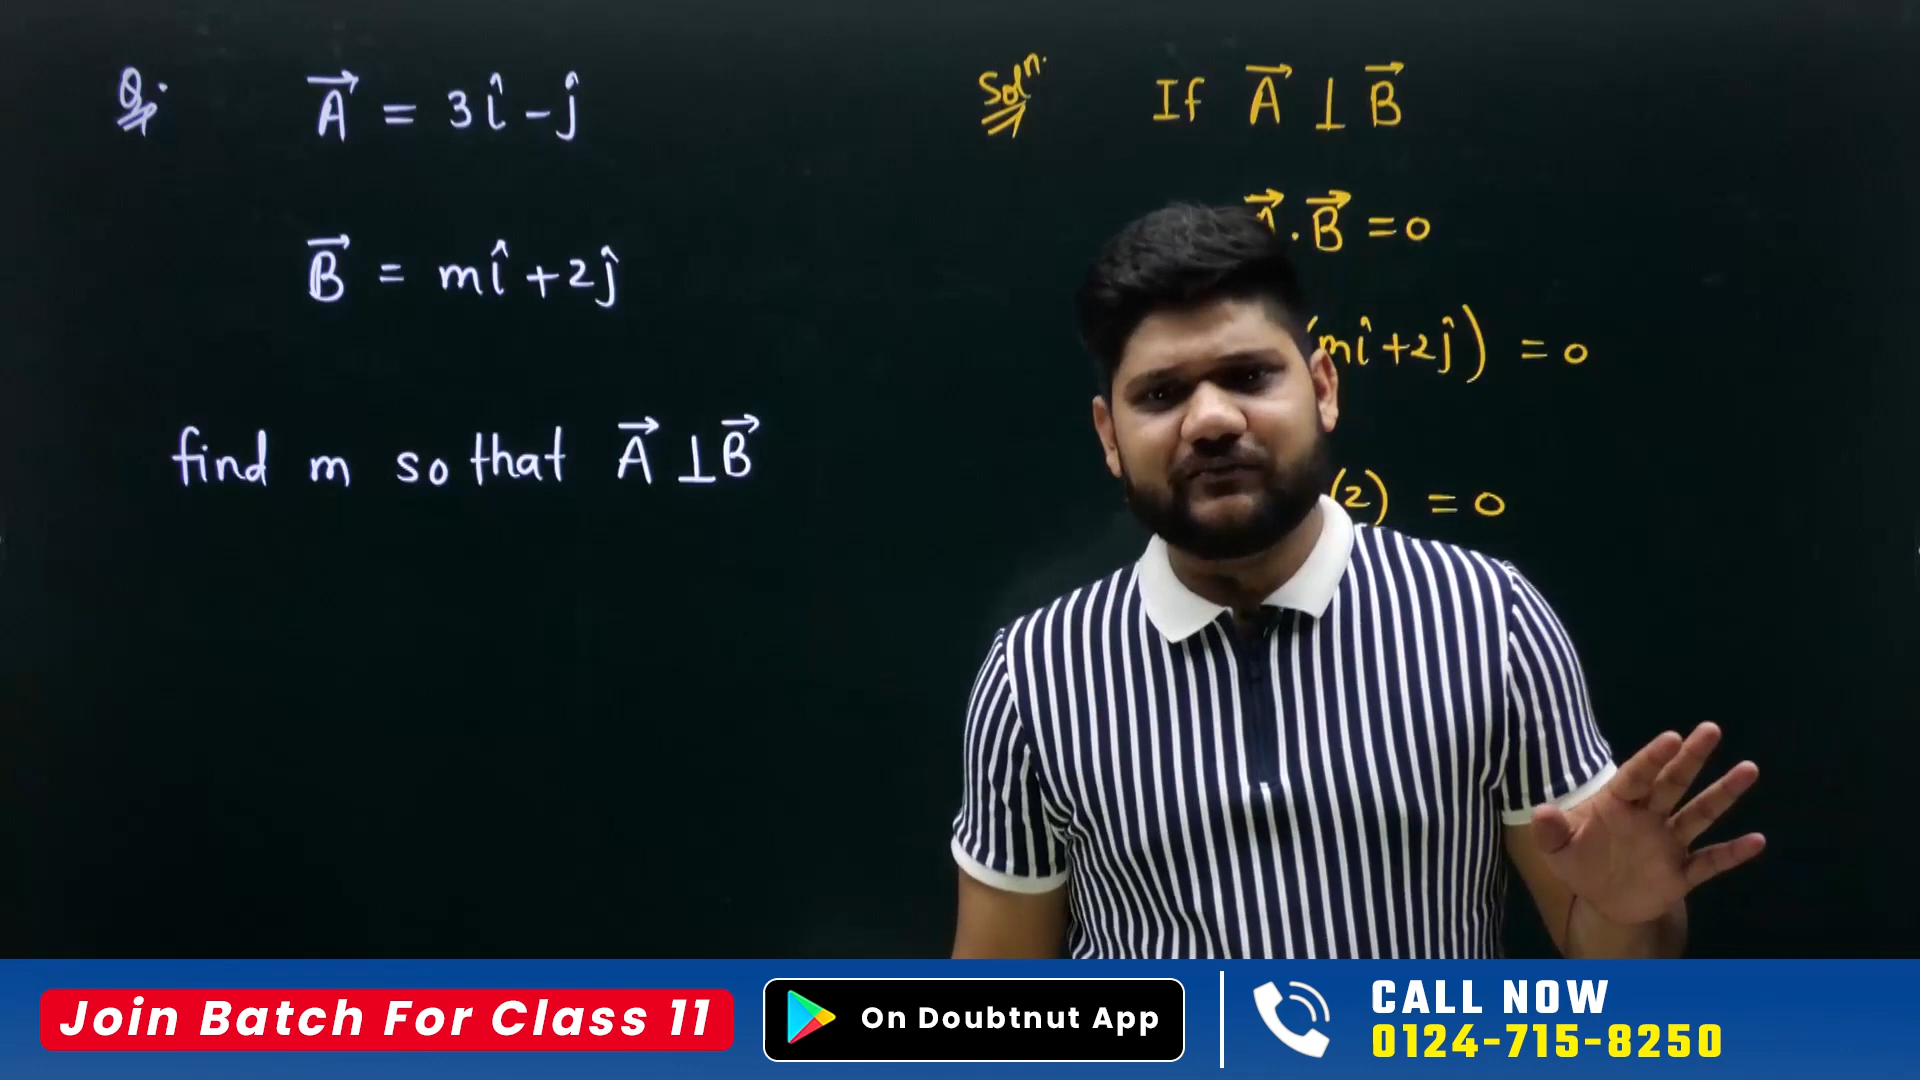 Q.
A⃗ = 3î - ĵ
B⃗ = mî + 2ĵ
find m so that A⃗ ⊥ B⃗
Solⁿ. If A⃗ ⊥ B⃗
. B⃗ = 0
(mî + 2ĵ) = 0
(2) = 0
Join Batch For Class 11
On Doubtnut App
CALL NOW
0124-715-8250